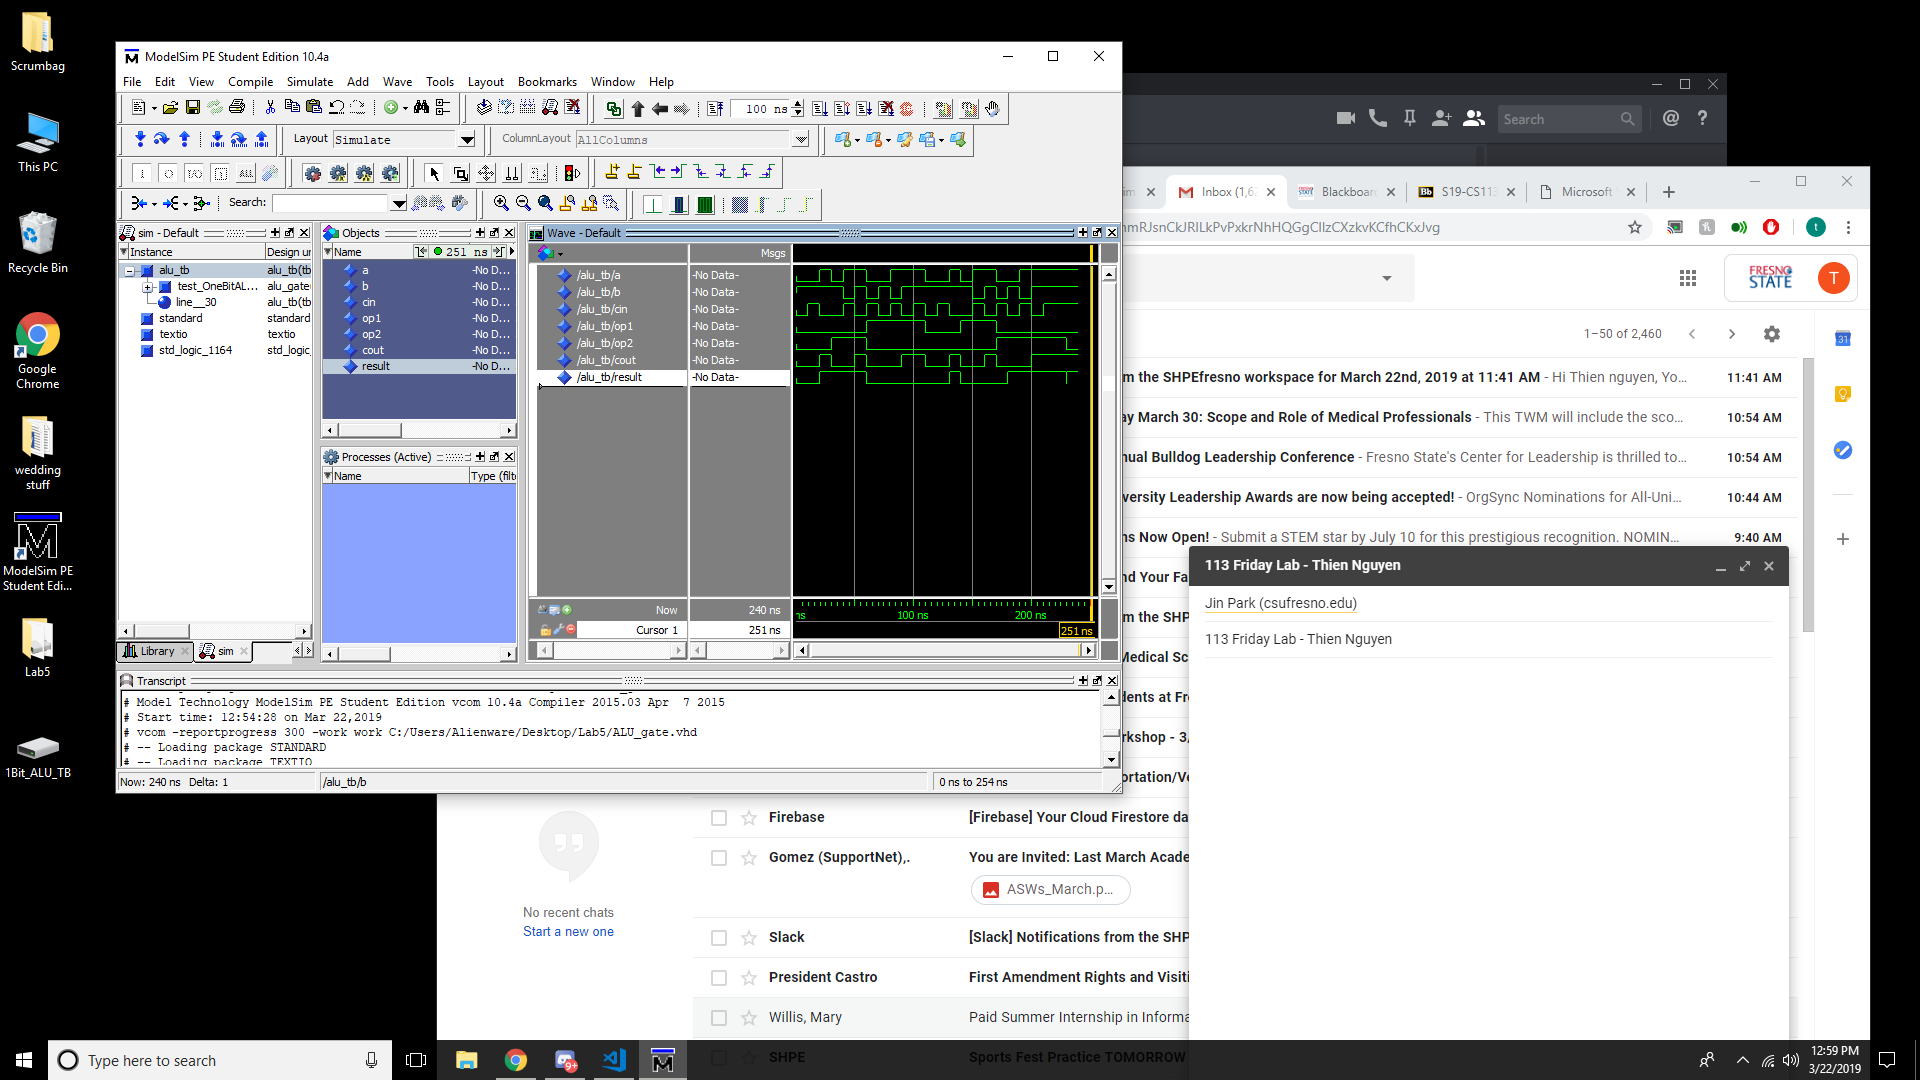 Scrumbag
This PC
Recycle Bin
Google
Chrome
wedding
stuff
ModelSim PE
Student Edi...
Lab5
1Bit_ALU_TB
ModelSim PE Student Edition 10.4a
File Edit View Compile Simulate Add Wave Tools Layout Bookmarks Window Help
100 ns
Layout Simulate
ColumnLayout AllColumns
Search:
sim - Default
Instance Design ur
alu_tb alu_tb(tb
test_OneBitAL... alu_gate(
line__30 alu_tb(tb
standard standard
textio textio
std_logic_1164 std_logic_
Library
sim
Objects
Name 251 ns
a -No D...
b -No D...
cin -No D...
op1 -No D...
op2 -No D...
cout -No D...
result -No D...
Processes (Active)
Name Type (filte
Wave - Default
Msgs
/alu_tb/a -No Data-
/alu_tb/b -No Data-
/alu_tb/cin -No Data-
/alu_tb/op1 -No Data-
/alu_tb/op2 -No Data-
/alu_tb/cout -No Data-
/alu_tb/result -No Data-
Now 240 ns
ns 100 ns 200 ns
Cursor 1 251 ns
251 ns
Transcript
# Model Technology ModelSim PE Student Edition vcom 10.4a Compiler 2015.03 Apr 7 2015
# Start time: 12:54:28 on Mar 22,2019
# vcom -reportprogress 300 -work work C:/Users/Alienware/Desktop/Lab5/ALU_gate.vhd
# -- Loading package STANDARD
# -- Loading package TEXTIO
Now: 240 ns Delta: 1
/alu_tb/b
0 ns to 254 ns
Search
Inbox (1,6
Blackboar
Bb S19-CS11
Microsoft
nmRJsnCkJRILkPvPxkrNhHQGgCllzCXzkvKCfhCKxJvg
t
FRESNO
STATE
T
1–50 of 2,460
31
m the SHPEfresno workspace for March 22nd, 2019 at 11:41 AM - Hi Thien nguyen, Yo... 11:41 AM
ay March 30: Scope and Role of Medical Professionals - This TWM will include the sco... 10:54 AM
nual Bulldog Leadership Conference - Fresno State's Center for Leadership is thrilled to... 10:54 AM
versity Leadership Awards are now being accepted! - OrgSync Nominations for All-Uni... 10:44 AM
ns Now Open! - Submit a STEM star by July 10 for this prestigious recognition. NOMIN... 9:40 AM
nd Your Fa
m the SHP
Medical Sc
dents at Fr
m the SHP
rkshop - 3/
ortation/Ve
113 Friday Lab - Thien Nguyen
Jin Park (csufresno.edu)
113 Friday Lab - Thien Nguyen
Firebase [Firebase] Your Cloud Firestore da
Gomez (SupportNet),. You are Invited: Last March Acade
ASWs_March.p...
Slack [Slack] Notifications from the SHP
President Castro First Amendment Rights and Visiti
Willis, Mary Paid Summer Internship in Informa
SHPE Sports Fest Practice TOMORROW
No recent chats
Start a new one
Type here to search
9+
12:59 PM
3/22/2019